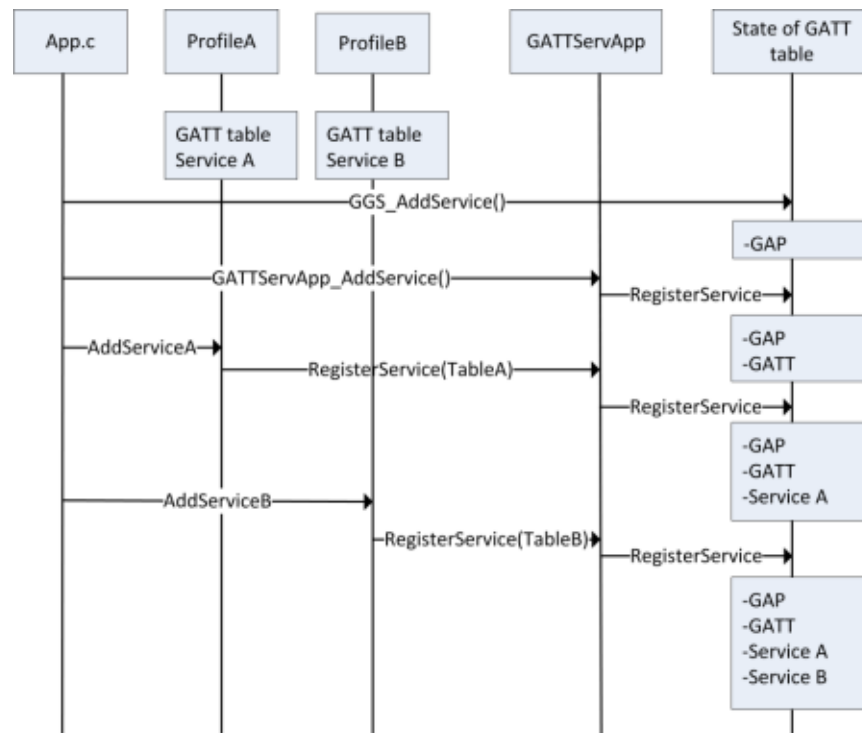 App.c
ProfileA
ProfileB
GATTServApp
State of GATT
table
GATT table
Service A
GATT table
Service B
GGS_AddService()
-GAP
GATTServApp_AddService()
RegisterService
-GAP
-GATT
AddServiceA
RegisterService(TableA)
RegisterService
-GAP
-GATT
-Service A
AddServiceB
RegisterService(TableB)
RegisterService
-GAP
-GATT
-Service A
-Service B